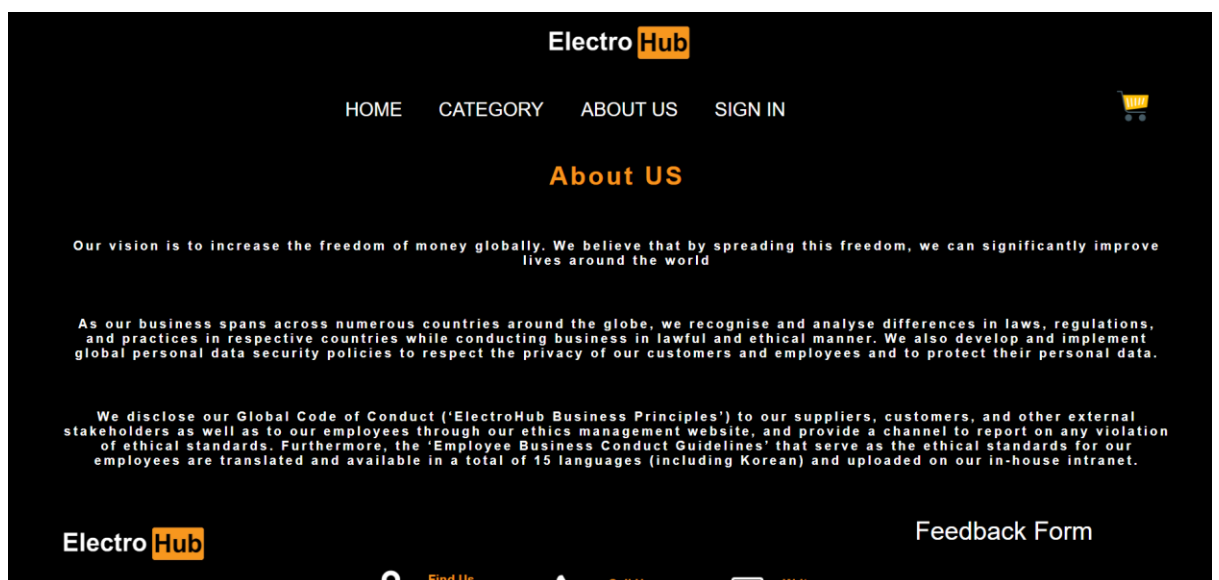 Electro Hub
HOME CATEGORY ABOUT US SIGN IN
About US
Our vision is to increase the freedom of money globally. We believe that by spreading this freedom, we can significantly improve
lives around the world
As our business spans across numerous countries around the globe, we recognise and analyse differences in laws, regulations,
and practices in respective countries while conducting business in lawful and ethical manner. We also develop and implement
global personal data security policies to respect the privacy of our customers and employees and to protect their personal data.
We disclose our Global Code of Conduct (‘ElectroHub Business Principles’) to our suppliers, customers, and other external
stakeholders as well as to our employees through our ethics management website, and provide a channel to report on any violation
of ethical standards. Furthermore, the ‘Employee Business Conduct Guidelines’ that serve as the ethical standards for our
employees are translated and available in a total of 15 languages (including Korean) and uploaded on our in-house intranet.
Feedback Form
Electro Hub
Find Us